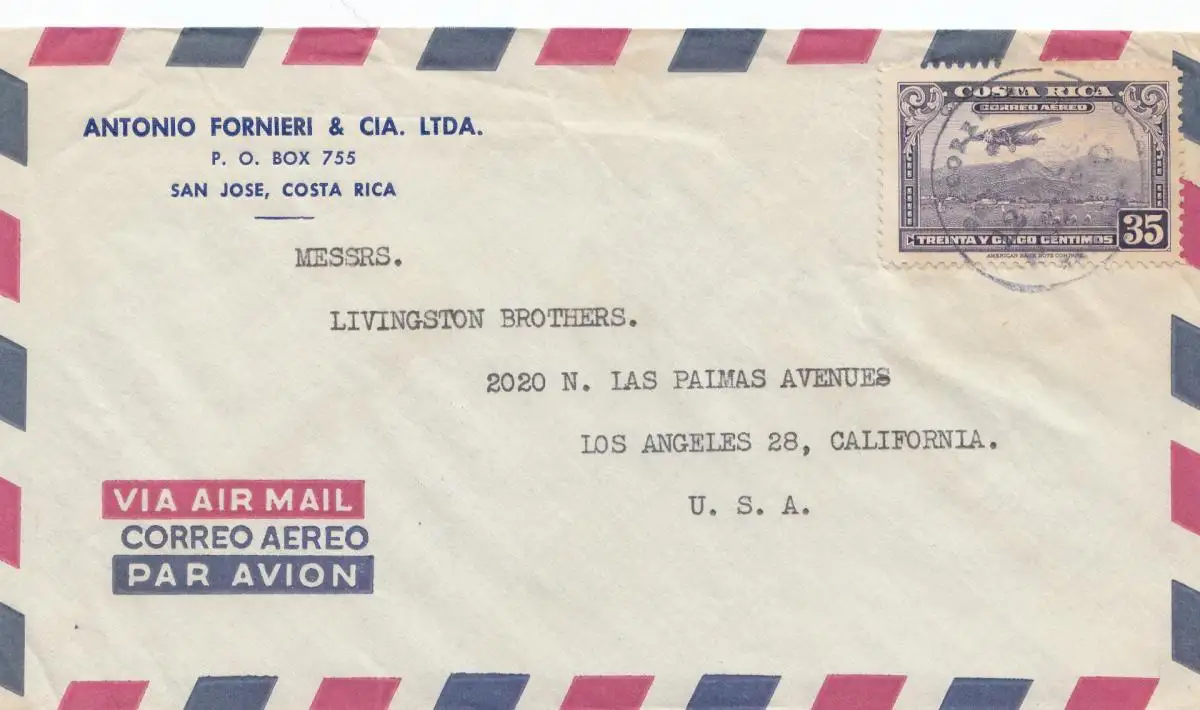 ANTONIO FORNIERI & CIA. LTDA.
P. O. BOX 755
SAN JOSE, COSTA RICA
COSTA RICA
CORREO AEREO
TREINTA Y CINCO CENTIMOS 35
AMERICAN BANK NOTE COMPANY
MESSRS.
LIVINGSTON BROTHERS.
2020 N. LAS PALMAS AVENUES
LOS ANGELES 28, CALIFORNIA.
U. S. A.
VIA AIR MAIL
CORREO AEREO
PAR AVION